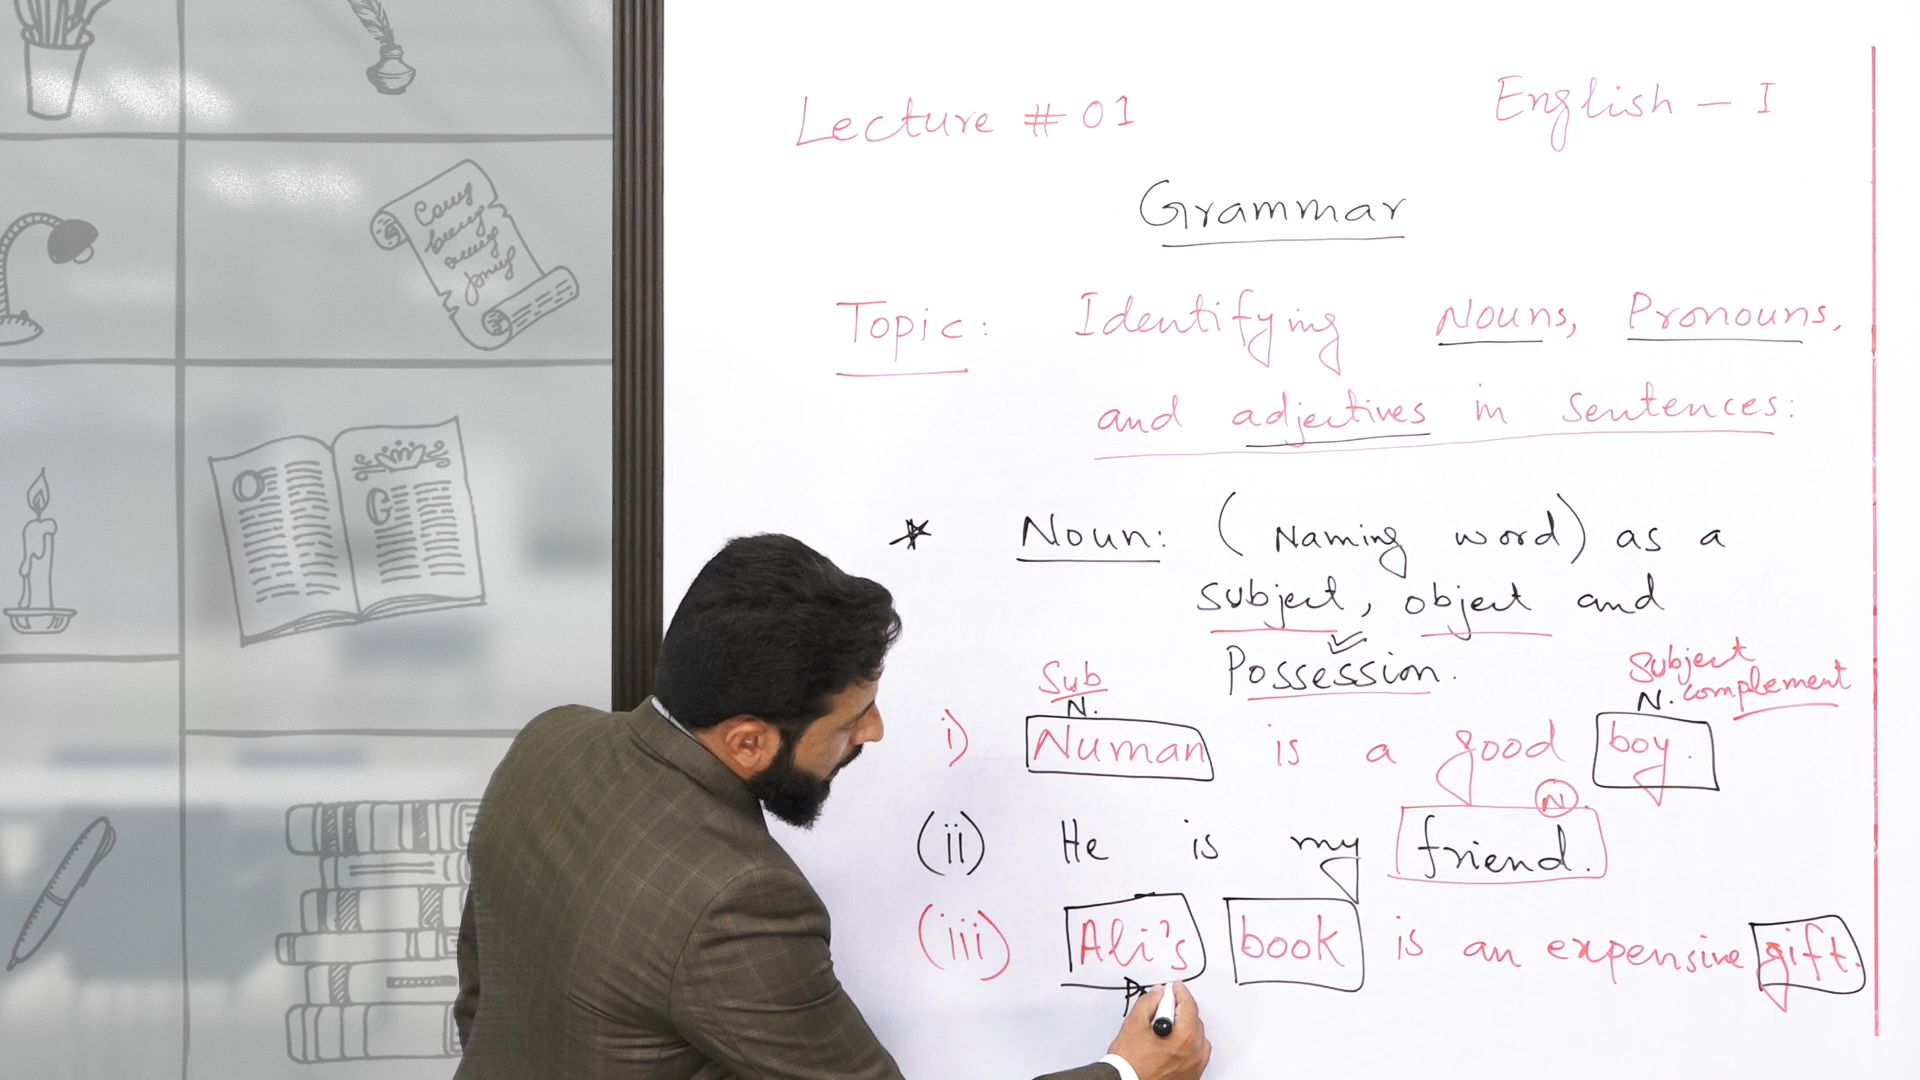 Lecture # 01
English - I
Grammar
Topic: Identifying Nouns, Pronouns,
and adjectives in sentences:
* Noun: (Naming word) as a
subject, object and
Possession.
Sub
N.
Subject
N. complement
i) Numan is a good boy.
N
(ii) He is my friend.
(iii) Ali's book is an expensive gift.